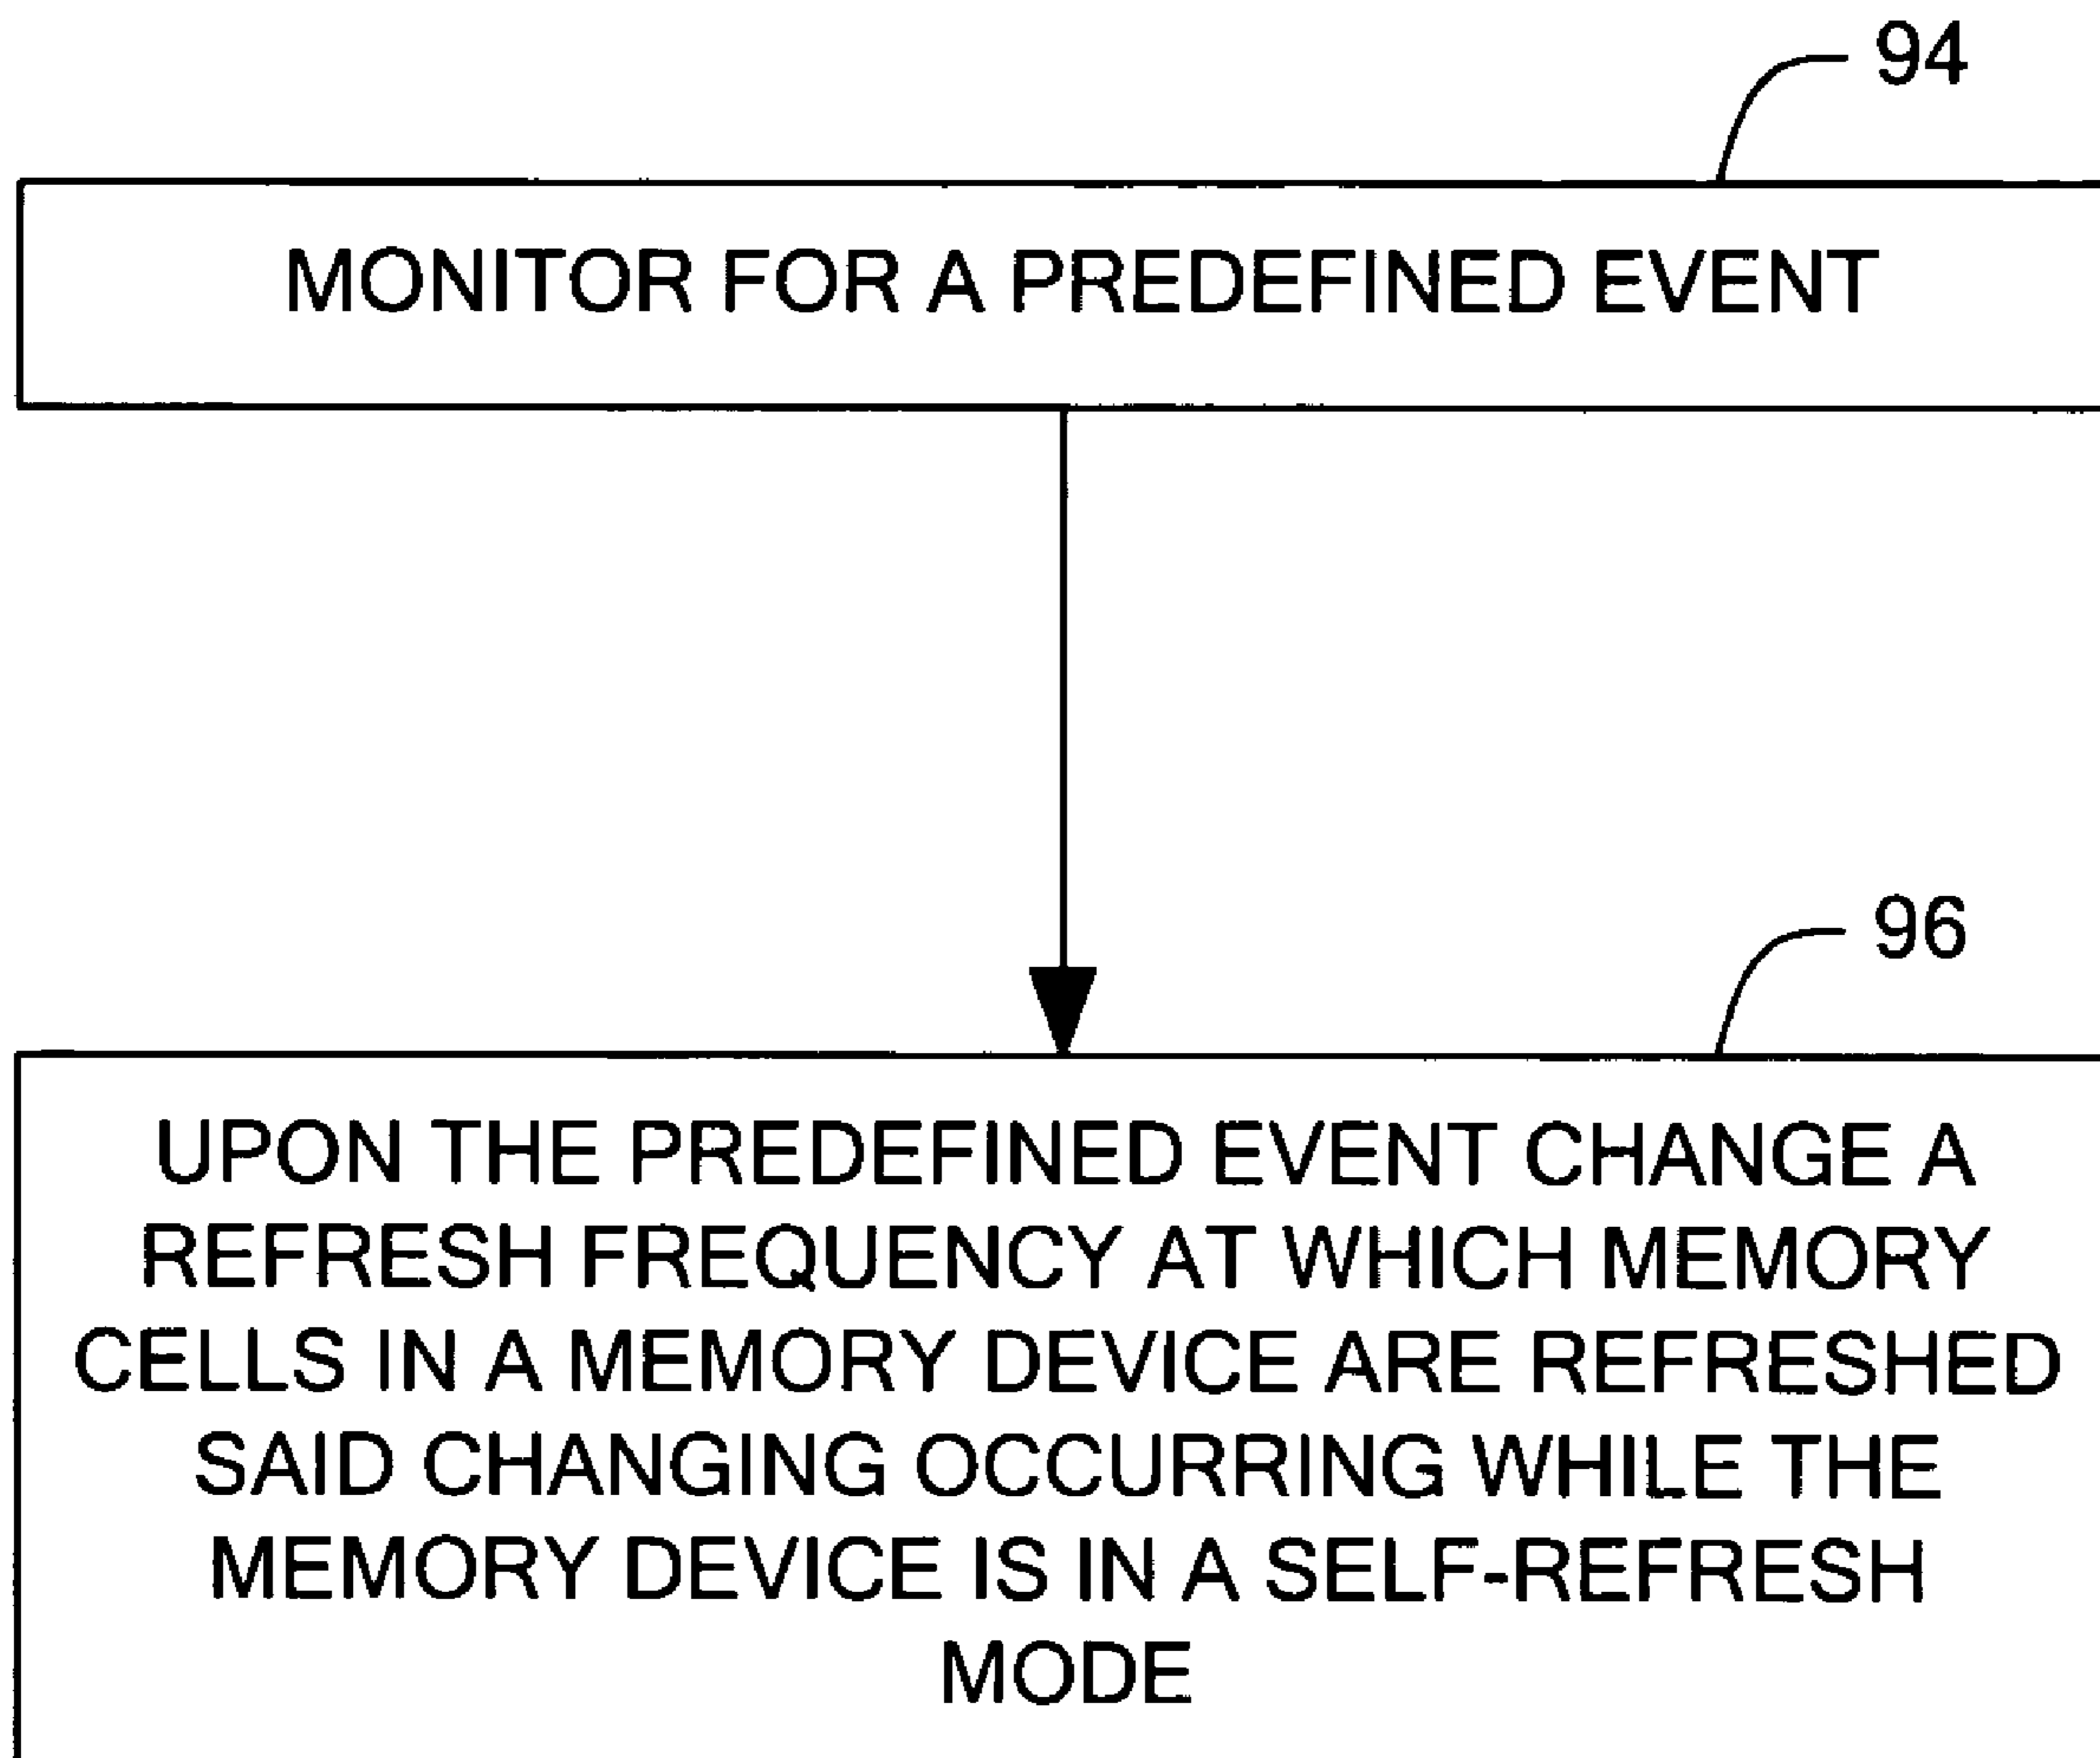 94
MONITOR FOR A PREDEFINED EVENT
96
UPON THE PREDEFINED EVENT CHANGE A
REFRESH FREQUENCY AT WHICH MEMORY
CELLS IN A MEMORY DEVICE ARE REFRESHED
SAID CHANGING OCCURRING WHILE THE
MEMORY DEVICE IS IN A SELF-REFRESH
MODE